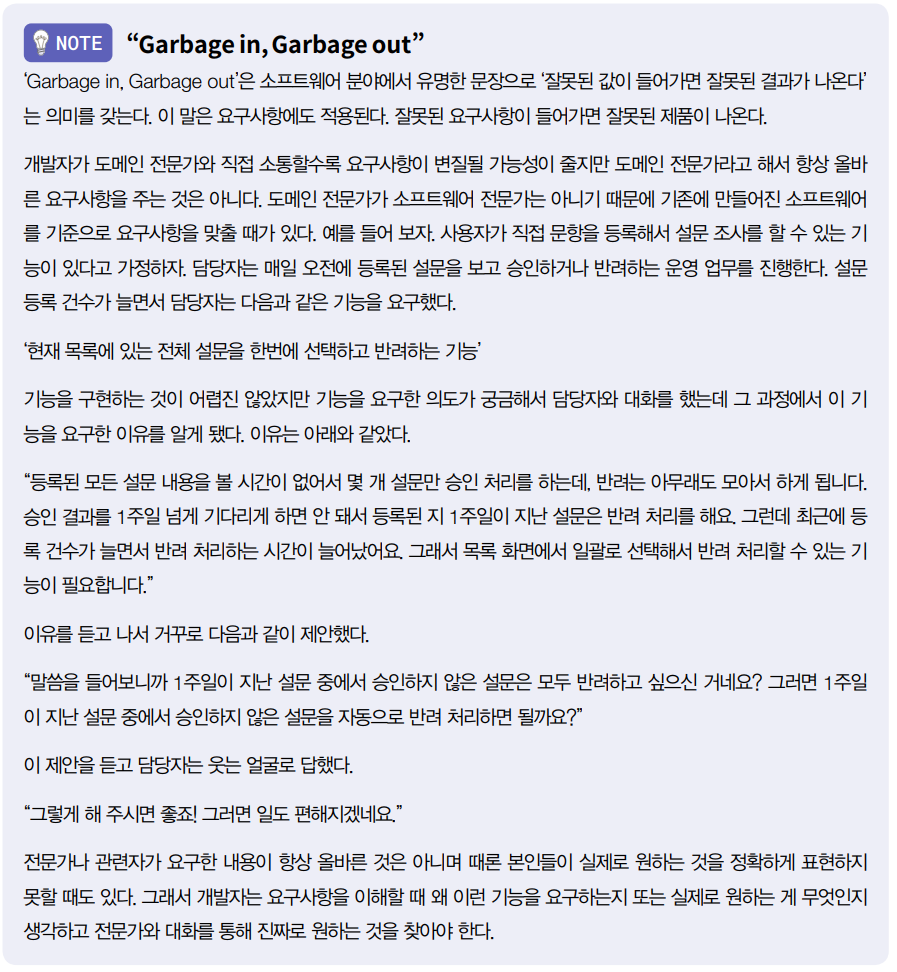 NOTE “Garbage in, Garbage out”
‘Garbage in, Garbage out’은 소프트웨어 분야에서 유명한 문장으로 ‘잘못된 값이 들어가면 잘못된 결과가 나온다’
는 의미를 갖는다. 이 말은 요구사항에도 적용된다. 잘못된 요구사항이 들어가면 잘못된 제품이 나온다.
개발자가 도메인 전문가와 직접 소통할수록 요구사항이 변질될 가능성이 줄지만 도메인 전문가라고 해서 항상 올바
른 요구사항을 주는 것은 아니다. 도메인 전문가가 소프트웨어 전문가는 아니기 때문에 기존에 만들어진 소프트웨어
를 기준으로 요구사항을 맞출 때가 있다. 예를 들어 보자. 사용자가 직접 문항을 등록해서 설문 조사를 할 수 있는 기
능이 있다고 가정하자. 담당자는 매일 오전에 등록된 설문을 보고 승인하거나 반려하는 운영 업무를 진행한다. 설문
등록 건수가 늘면서 담당자는 다음과 같은 기능을 요구했다.
‘현재 목록에 있는 전체 설문을 한번에 선택하고 반려하는 기능’
기능을 구현하는 것이 어렵진 않았지만 기능을 요구한 의도가 궁금해서 담당자와 대화를 했는데 그 과정에서 이 기
능을 요구한 이유를 알게 됐다. 이유는 아래와 같았다.
“등록된 모든 설문 내용을 볼 시간이 없어서 몇 개 설문만 승인 처리를 하는데, 반려는 아무래도 모아서 하게 됩니다.
승인 결과를 1주일 넘게 기다리게 하면 안 돼서 등록된 지 1주일이 지난 설문은 반려 처리를 해요. 그런데 최근에 등
록 건수가 늘면서 반려 처리하는 시간이 늘어났어요. 그래서 목록 화면에서 일괄로 선택해서 반려 처리할 수 있는 기
능이 필요합니다.”
이유를 듣고 나서 거꾸로 다음과 같이 제안했다.
“말씀을 들어보니까 1주일이 지난 설문 중에서 승인하지 않은 설문은 모두 반려하고 싶으신 거네요? 그러면 1주일
이 지난 설문 중에서 승인하지 않은 설문을 자동으로 반려 처리하면 될까요?”
이 제안을 듣고 담당자는 웃는 얼굴로 답했다.
“그렇게 해 주시면 좋죠! 그러면 일도 편해지겠네요.”
전문가나 관련자가 요구한 내용이 항상 올바른 것은 아니며 때론 본인들이 실제로 원하는 것을 정확하게 표현하지
못할 때도 있다. 그래서 개발자는 요구사항을 이해할 때 왜 이런 기능을 요구하는지 또는 실제로 원하는 게 무엇인지
생각하고 전문가와 대화를 통해 진짜로 원하는 것을 찾아야 한다.